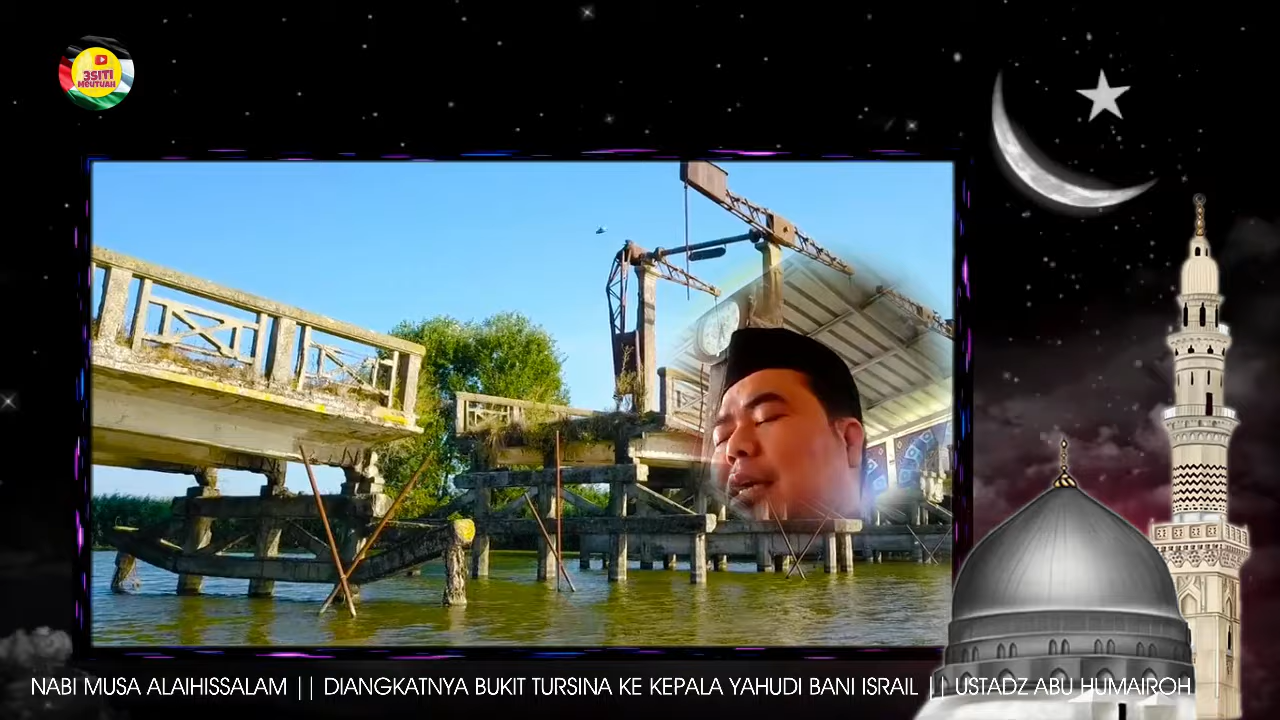 3SITI
MEUTUAH
NABI MUSA ALAIHISSALAM || DIANGKATNYA BUKIT TURSINA KE KEPALA YAHUDI BANI ISRAIL || USTADZ ABU HUMAIROH